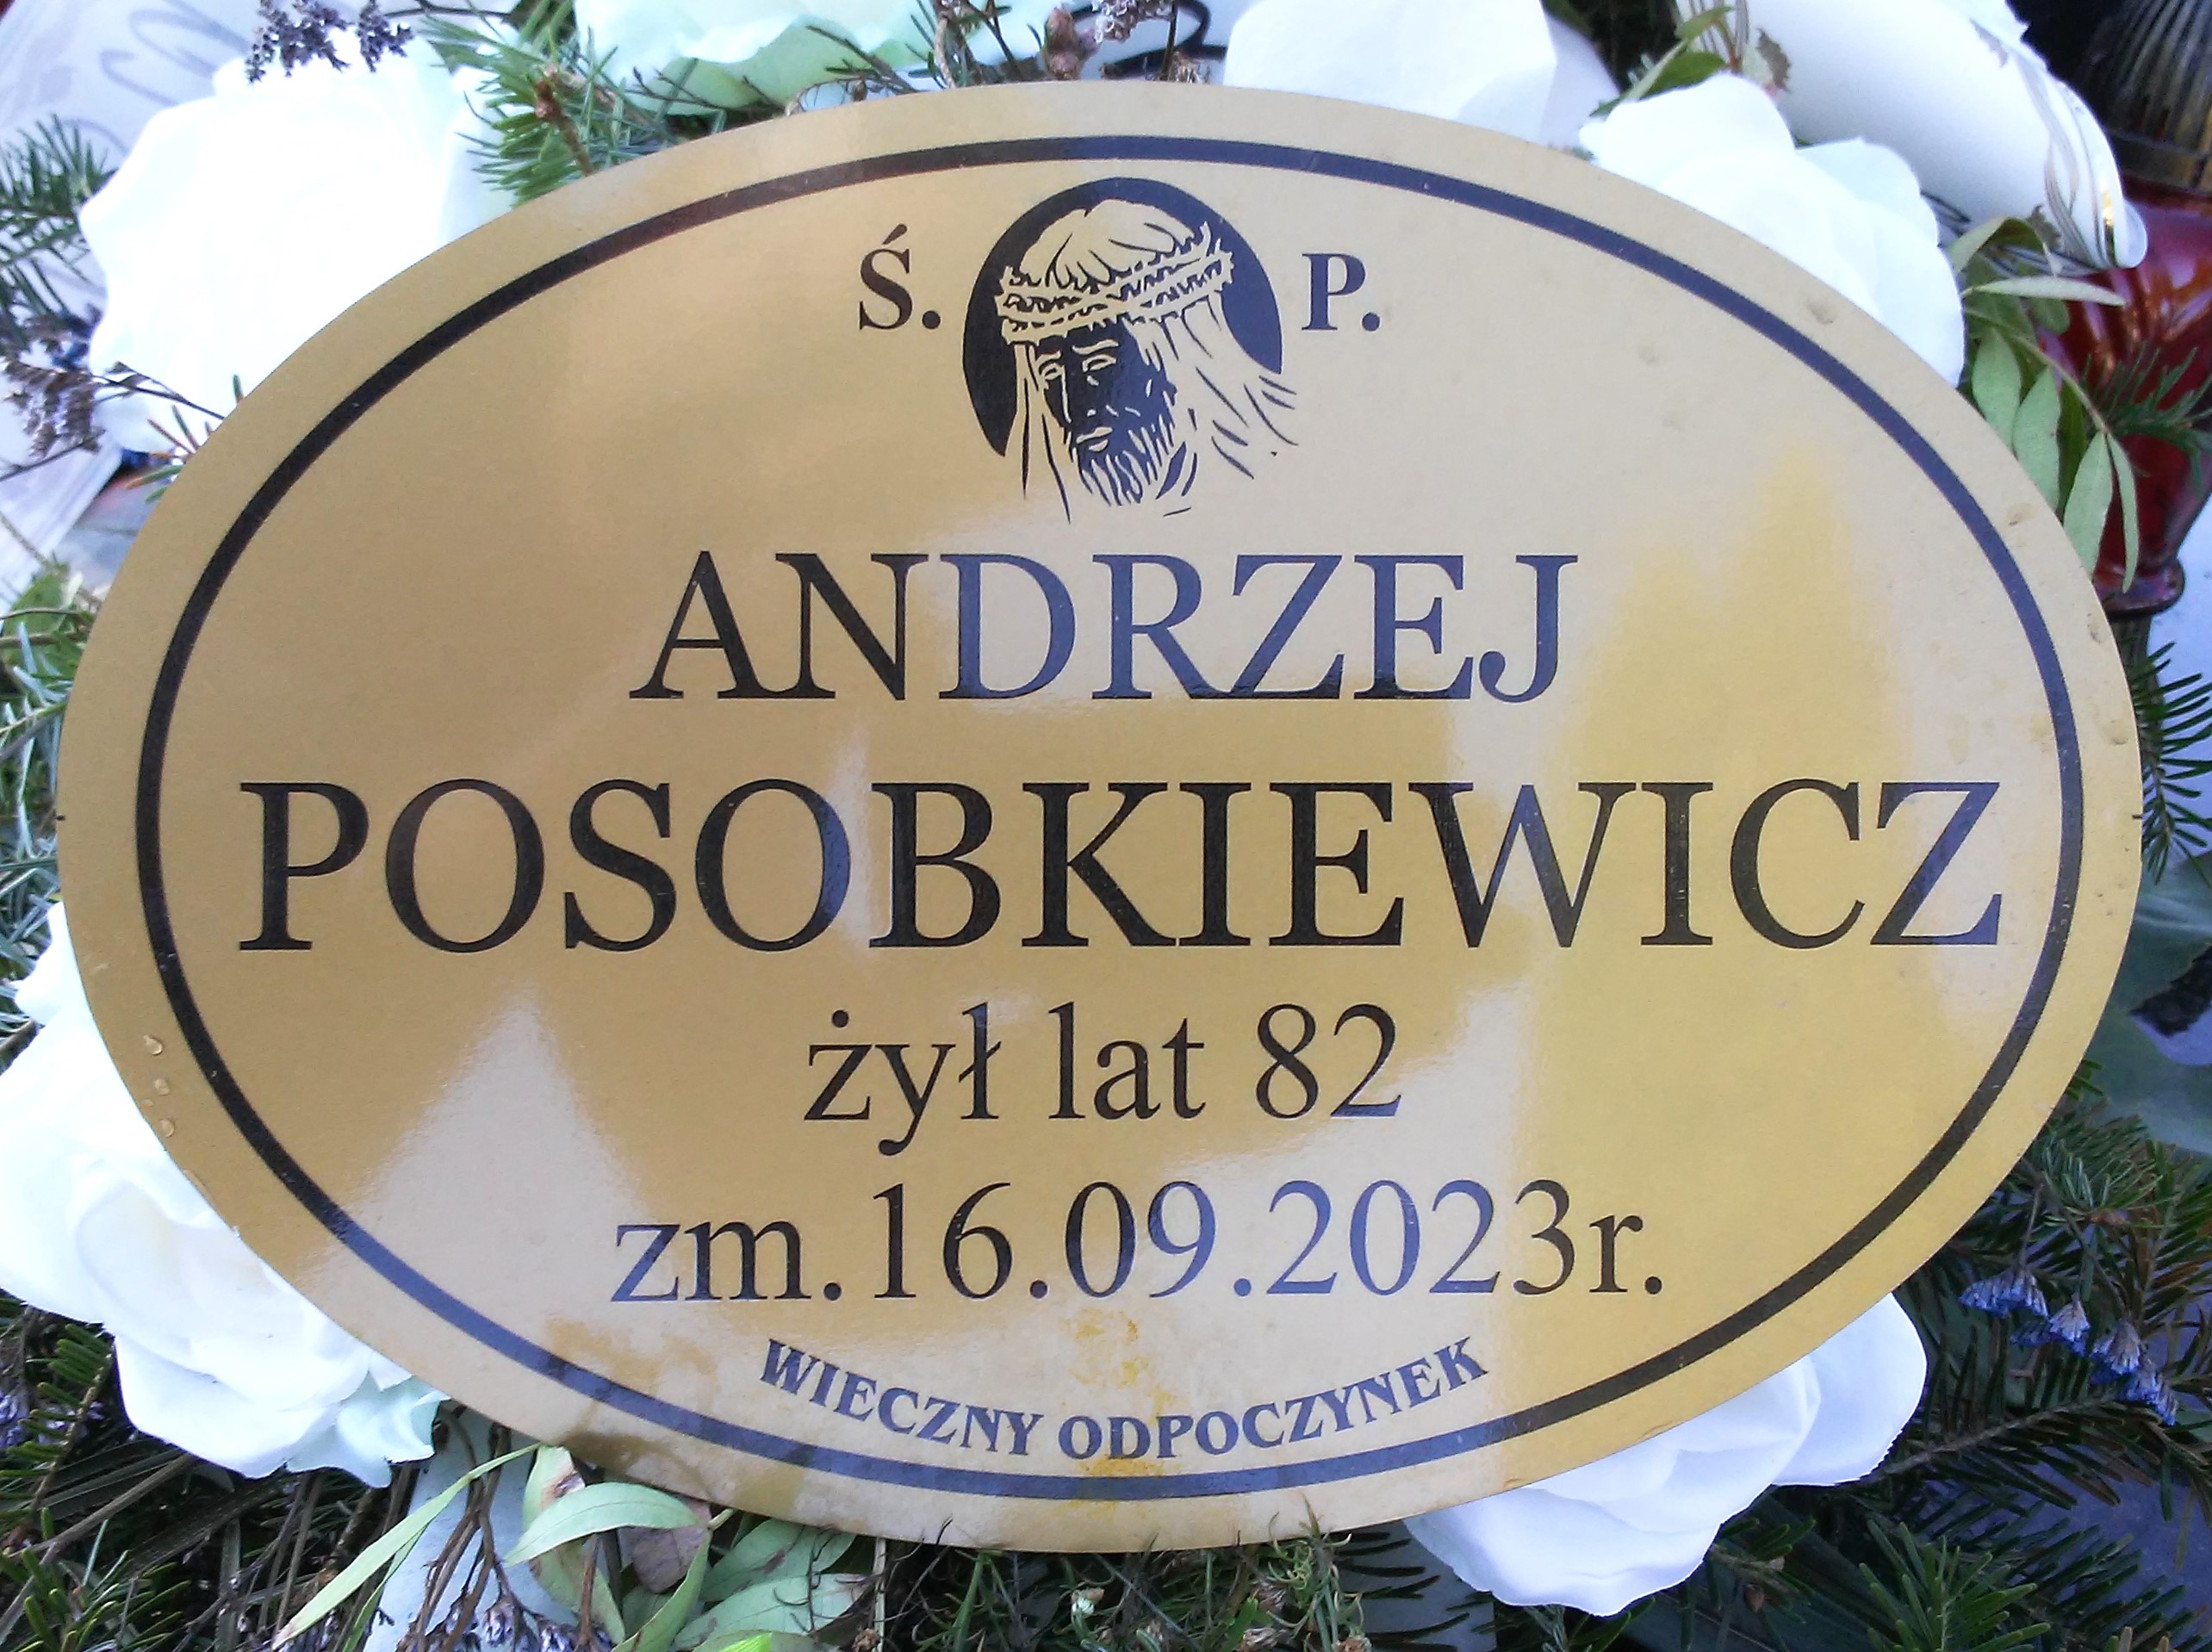 Ś. P.
ANDRZEJ
POSOBKIEWICZ
żył lat 82
zm.16.09.2023r.
WIECZNY ODPOCZYNEK